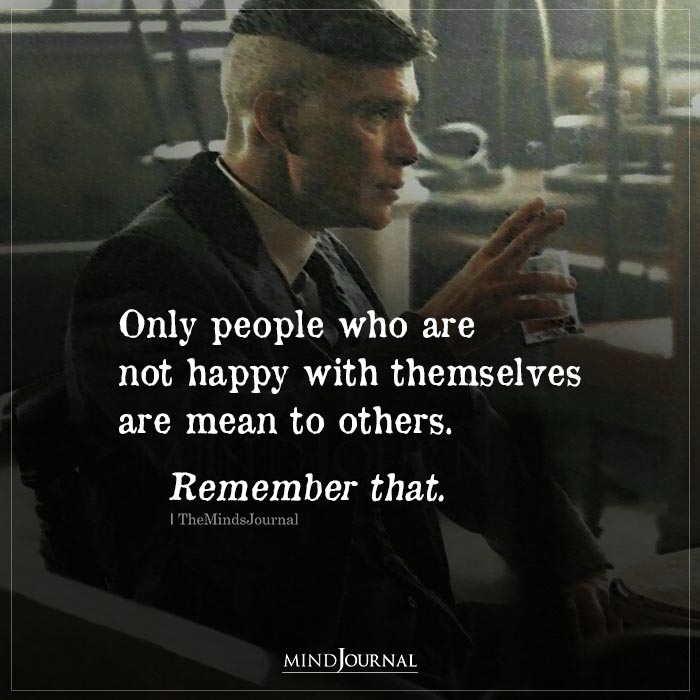 Only people who are
not happy with themselves
are mean to others.
Remember that.
| TheMindsJournal
MINDJOURNAL